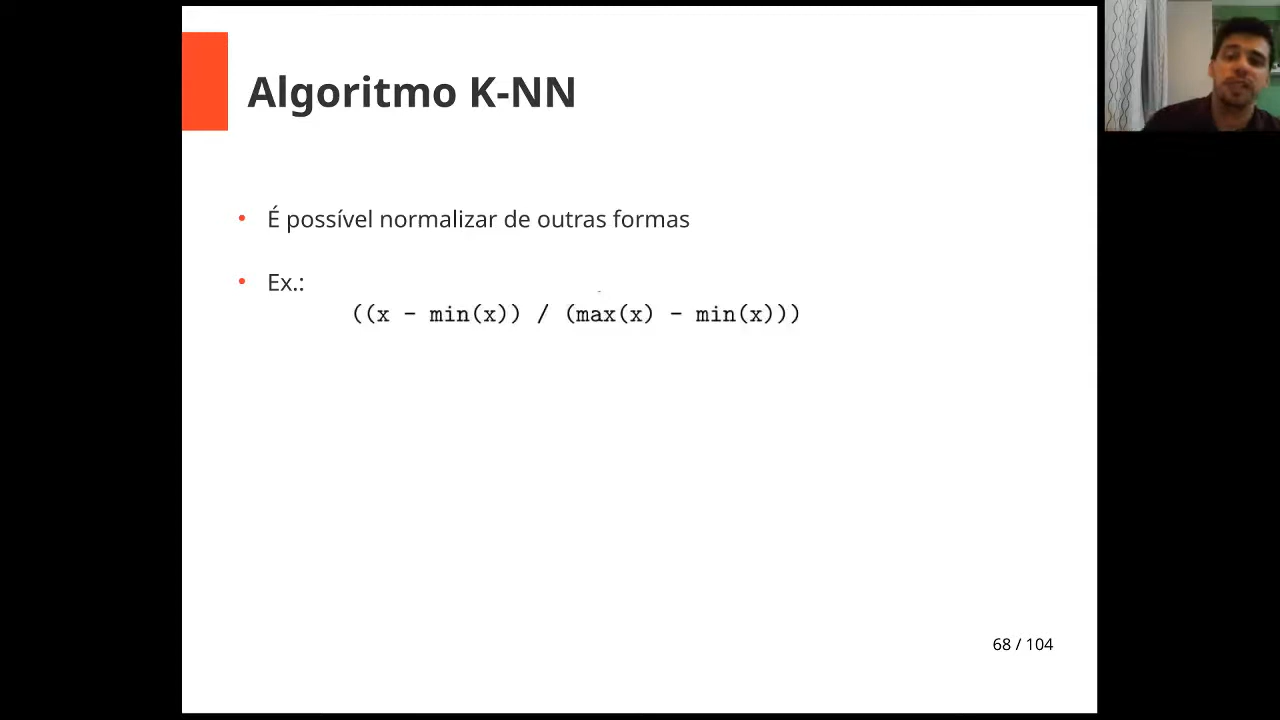 Algoritmo K-NN
• É possível normalizar de outras formas
• Ex.:
((x - min(x)) / (max(x) - min(x)))
68 / 104